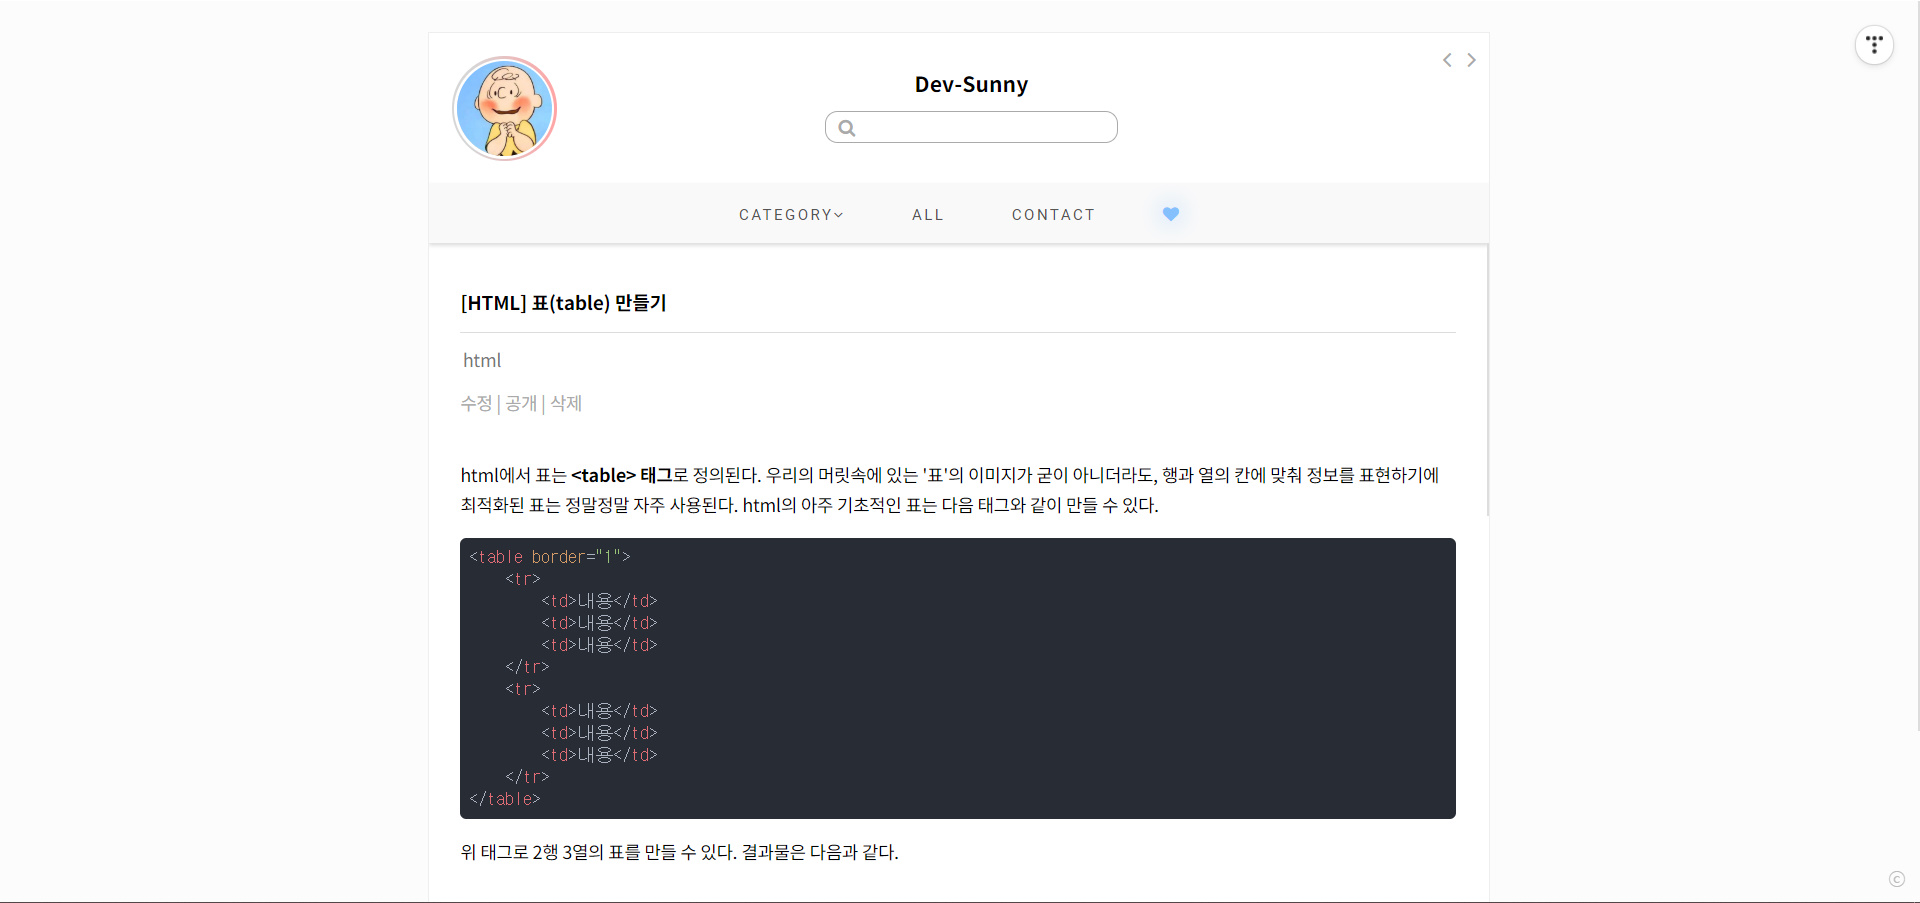 Dev-Sunny
CATEGORY ALL CONTACT
[HTML] 표(table) 만들기
html
수정 | 공개 | 삭제
html에서 표는 <table> 태그로 정의된다. 우리의 머릿속에 있는 '표'의 이미지가 굳이 아니더라도, 행과 열의 칸에 맞춰 정보를 표현하기에
최적화된 표는 정말정말 자주 사용된다. html의 아주 기초적인 표는 다음 태그와 같이 만들 수 있다.
<table border="1">
    <tr>
        <td>내용</td>
        <td>내용</td>
        <td>내용</td>
    </tr>
    <tr>
        <td>내용</td>
        <td>내용</td>
        <td>내용</td>
    </tr>
</table>
위 태그로 2행 3열의 표를 만들 수 있다. 결과물은 다음과 같다.
©